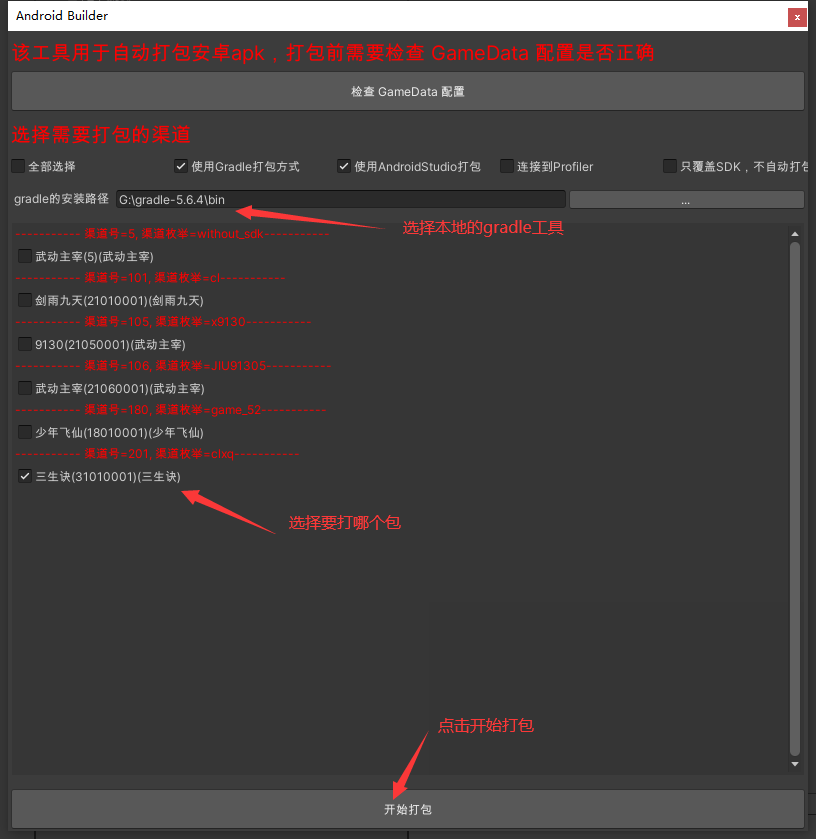 Android Builder
x
该工具用于自动打包安卓apk，打包前需要检查 GameData 配置是否正确
检查 GameData 配置
选择需要打包的渠道
全部选择 使用Gradle打包方式 使用AndroidStudio打包 连接到Profiler 只覆盖SDK，不自动打包
gradle的安装路径 G:\gradle-5.6.4\bin ...
选择本地的gradle工具
----------- 渠道号=5, 渠道枚举=without_sdk-----------
武动主宰(5)(武动主宰)
----------- 渠道号=101, 渠道枚举=cl-----------
剑雨九天(21010001)(剑雨九天)
----------- 渠道号=105, 渠道枚举=x9130-----------
9130(21050001)(武动主宰)
----------- 渠道号=106, 渠道枚举=JIU91305-----------
武动主宰(21060001)(武动主宰)
----------- 渠道号=180, 渠道枚举=game_52-----------
少年飞仙(18010001)(少年飞仙)
----------- 渠道号=201, 渠道枚举=clxq-----------
三生诀(31010001)(三生诀)
选择要打哪个包
点击开始打包
开始打包